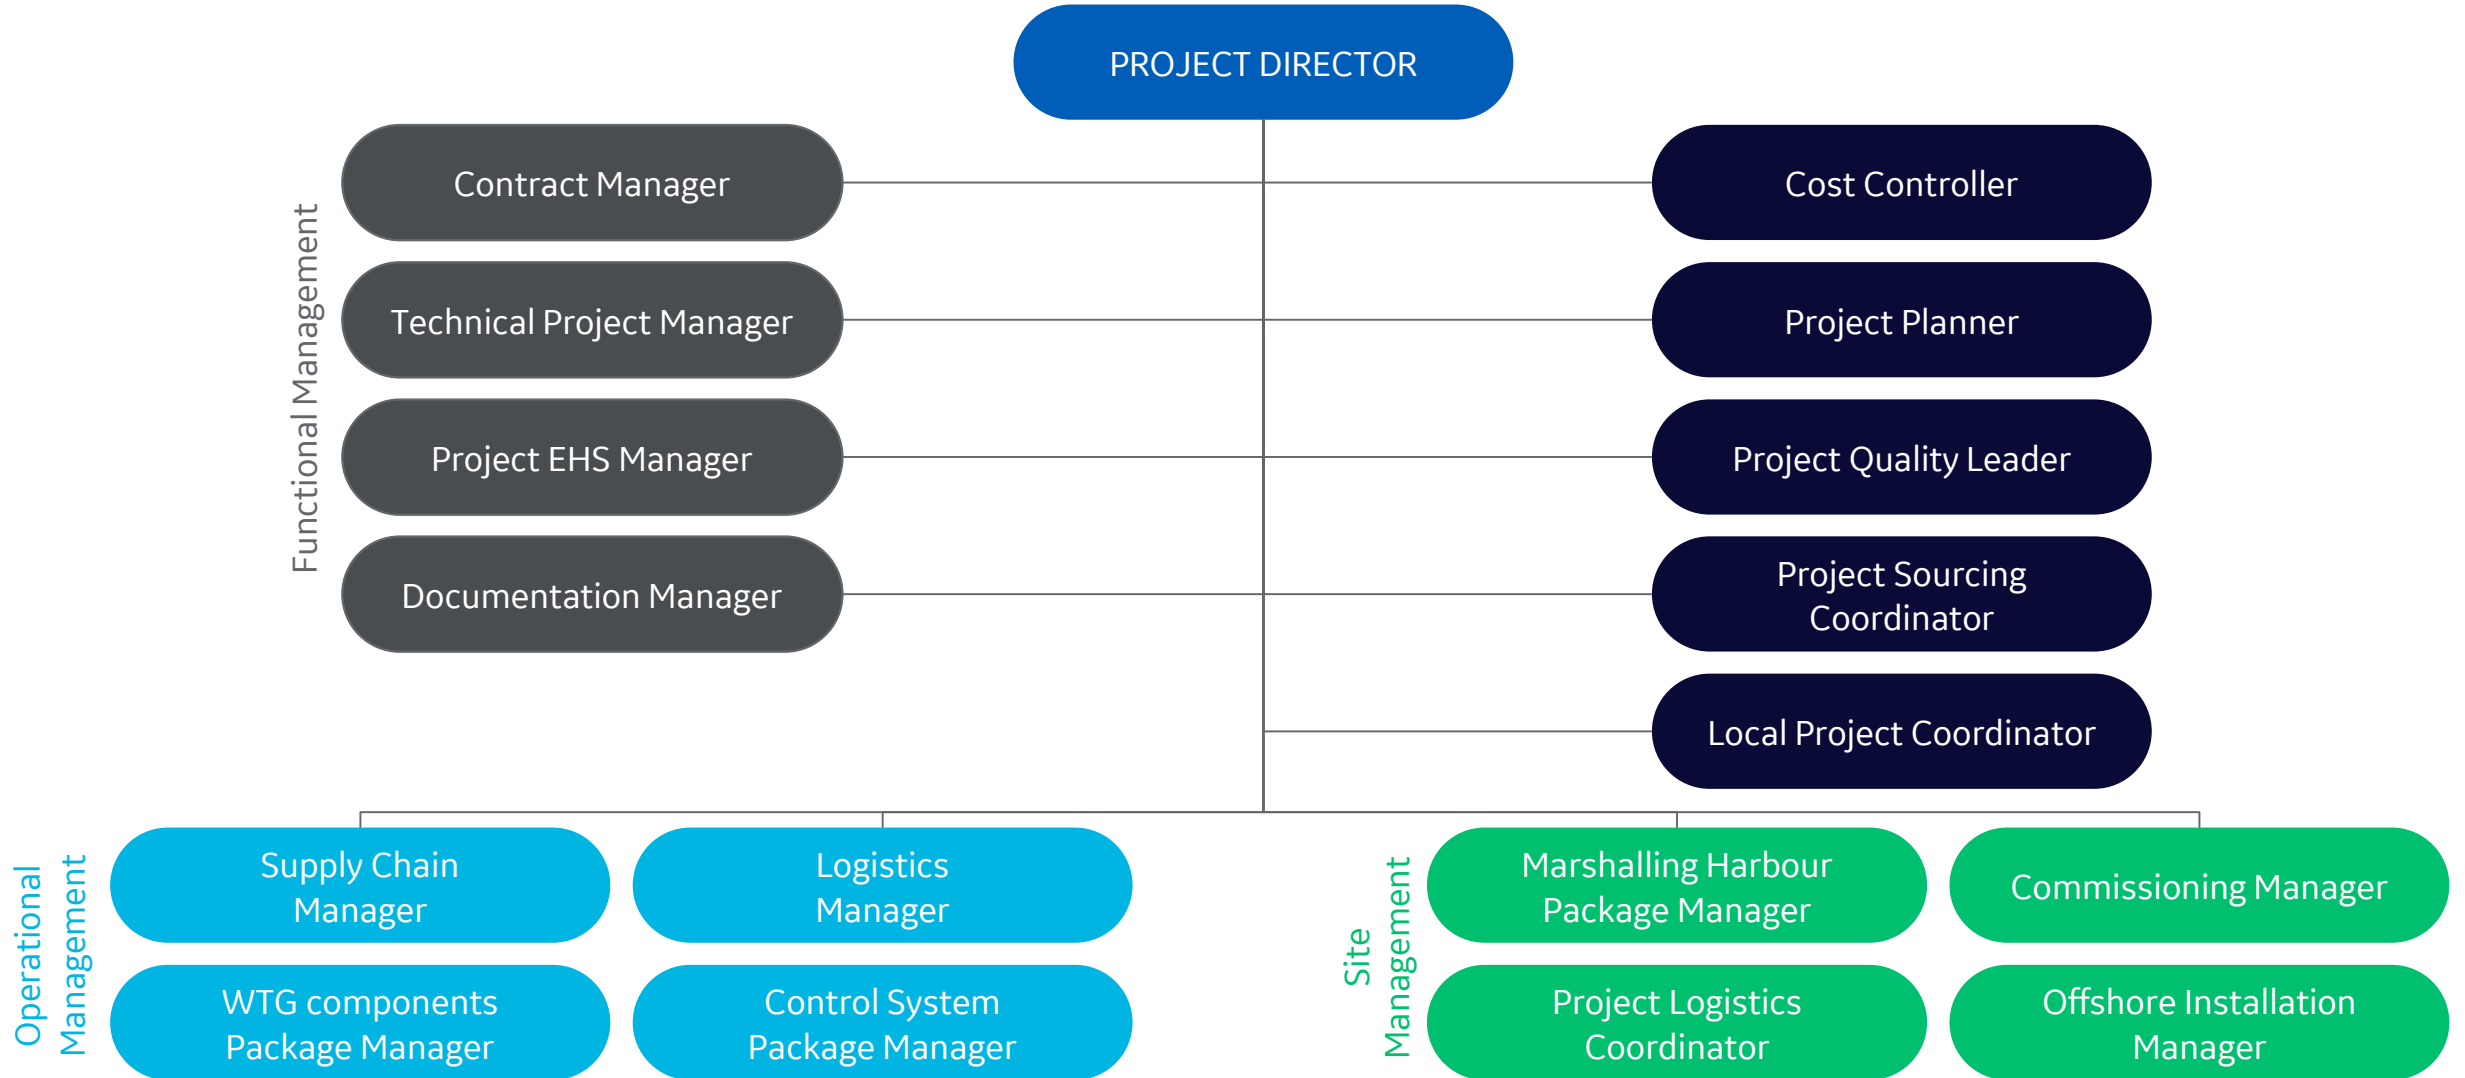 PROJECT DIRECTOR
Functional Management
Contract Manager
Cost Controller
Technical Project Manager
Project Planner
Project EHS Manager
Project Quality Leader
Documentation Manager
Project Sourcing
Coordinator
Local Project Coordinator
Operational
Management
Supply Chain
Manager
Logistics
Manager
WTG components
Package Manager
Control System
Package Manager
Site
Management
Marshalling Harbour
Package Manager
Commissioning Manager
Project Logistics
Coordinator
Offshore Installation
Manager